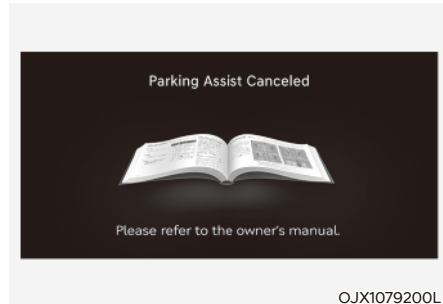 Parking Assist Canceled
Please refer to the owner's manual.
OJX1079200L